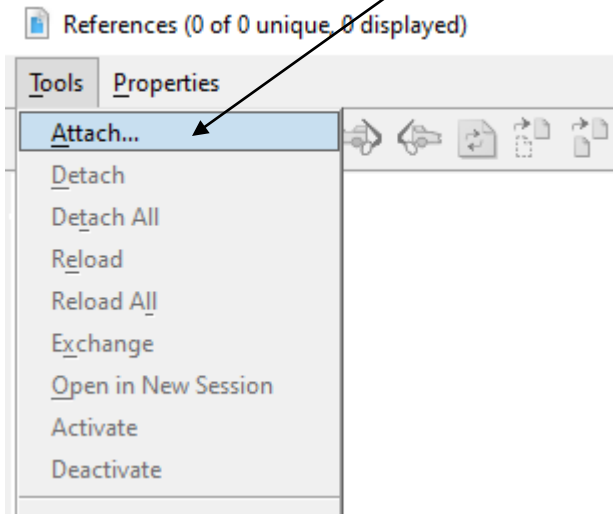 References (0 of 0 unique, 0 displayed)
Tools Properties
Attach...
Detach
Detach All
Reload
Reload All
Exchange
Open in New Session
Activate
Deactivate